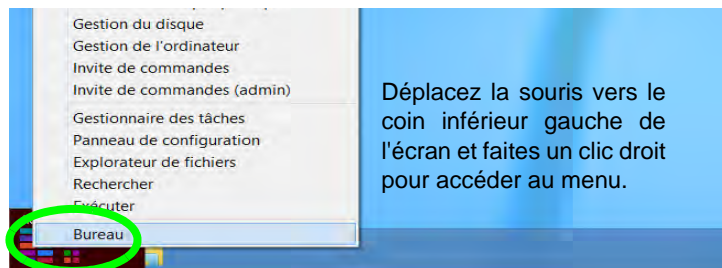 Gestion du disque
Gestion de l'ordinateur
Invite de commandes
Invite de commandes (admin)
Gestionnaire des tâches
Panneau de configuration
Explorateur de fichiers
Rechercher
Exécuter
Bureau
Déplacez la souris vers le
coin inférieur gauche de
l'écran et faites un clic droit
pour accéder au menu.